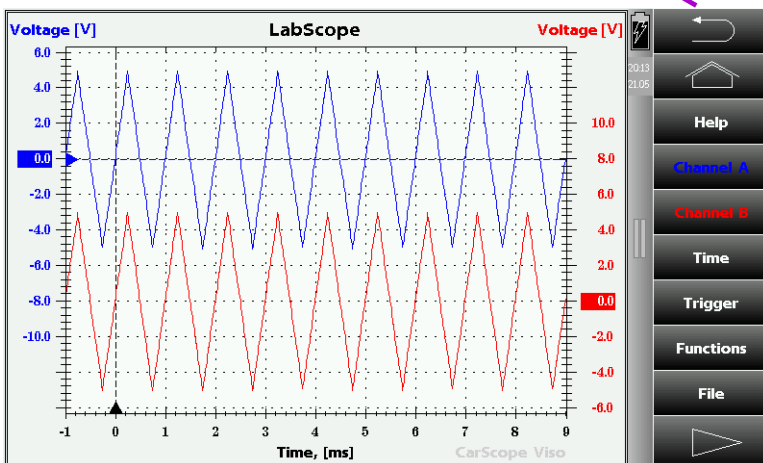 Voltage [V]
LabScope
Voltage [V]
6.0
4.0
2.0
0.0
-2.0
-4.0
-6.0
-8.0
-10.0
10.0
8.0
6.0
4.0
2.0
0.0
-2.0
-4.0
-6.0
-1 0 1 2 3 4 5 6 7 8 9
Time, [ms]
CarScope Viso
20:13
21.05
Help
Channel A
Channel B
Time
Trigger
Functions
File